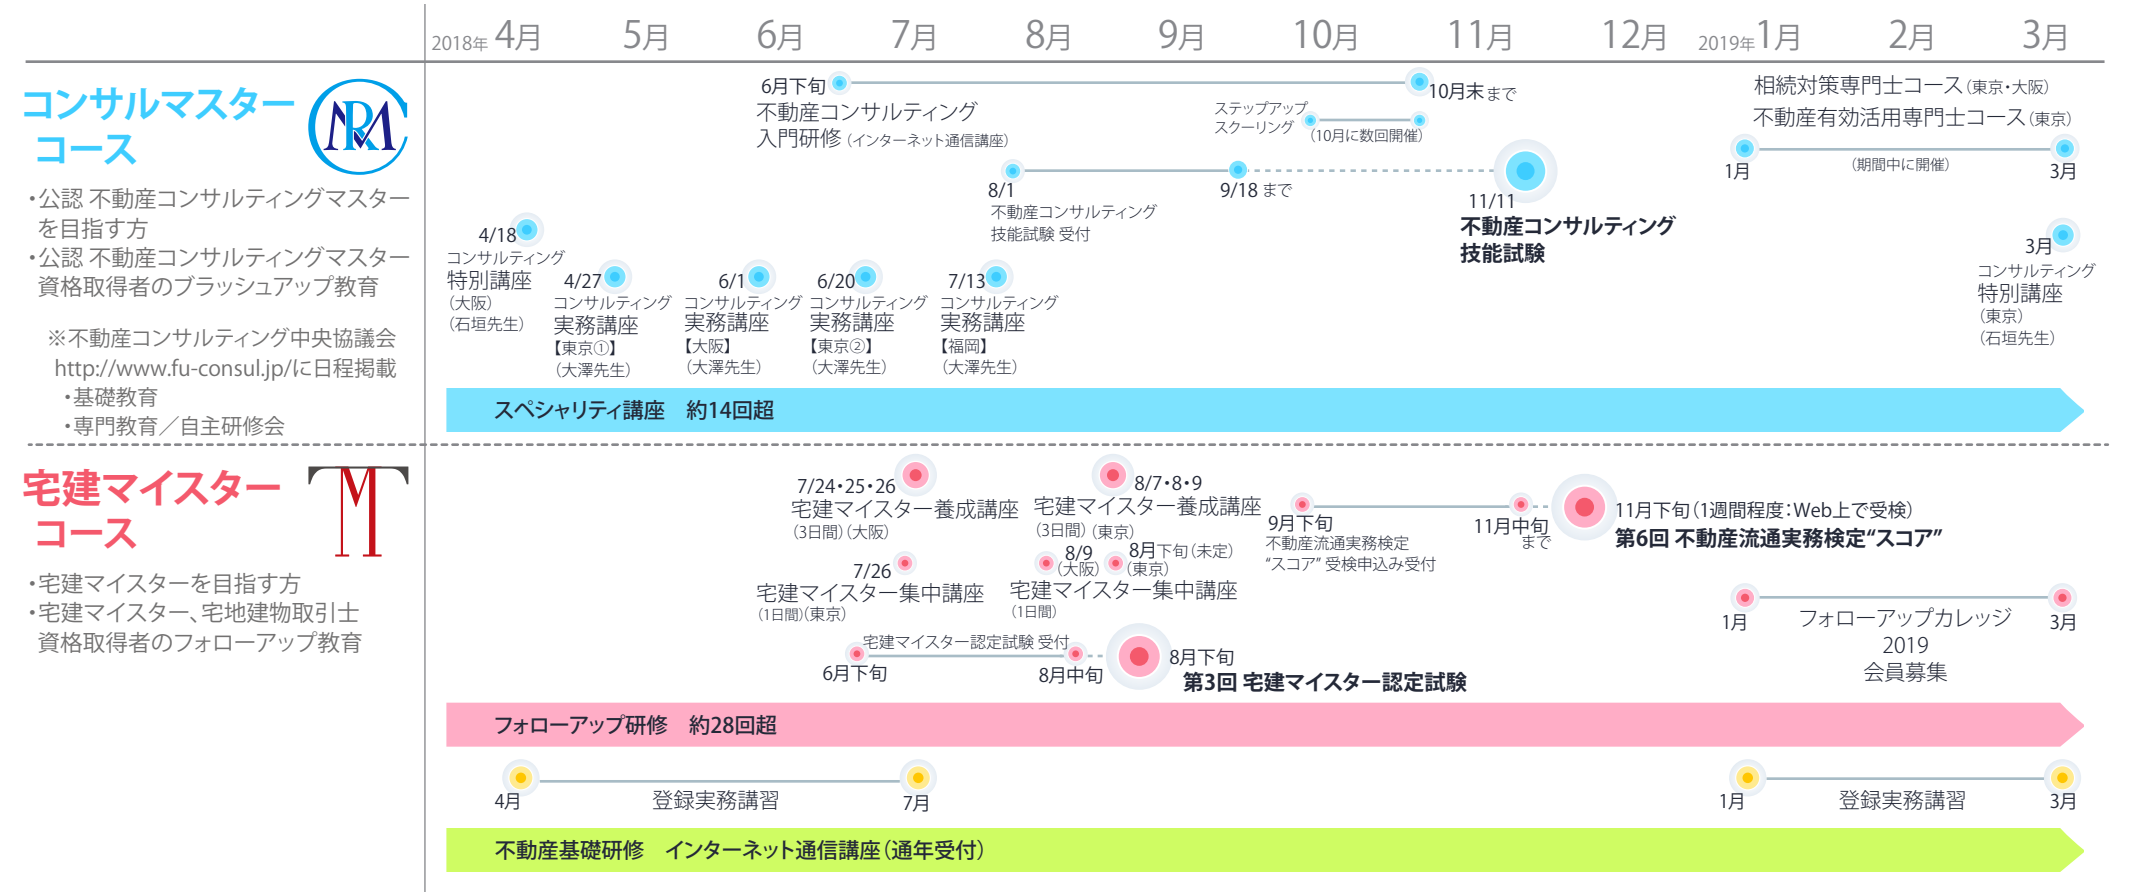 2018年 4月 5月 6月 7月 8月 9月 10月 11月 12月 2019年 1月 2月 3月
コンサルマスター
コース
・公認 不動産コンサルティングマスター
を目指す方
・公認 不動産コンサルティングマスター
資格取得者のブラッシュアップ教育
※不動産コンサルティング中央協議会
http://www.fu-consul.jp/に日程掲載
・基礎教育
・専門教育／自主研修会
6月下旬
不動産コンサルティング
入門研修（インターネット通信講座）
10月末まで
ステップアップ
スクーリング
（10月に数回開催）
8/1
不動産コンサルティング
技能試験 受付
9/18 まで
11/11
不動産コンサルティング
技能試験
相続対策専門士コース（東京・大阪）
不動産有効活用専門士コース（東京）
1月
（期間中に開催）
3月
4/18
コンサルティング
特別講座
（大阪）
（石垣先生）
4/27
コンサルティング
実務講座
【東京①】
（大澤先生）
6/1
コンサルティング
実務講座
【大阪】
（大澤先生）
6/20
コンサルティング
実務講座
【東京②】
（大澤先生）
7/13
コンサルティング
実務講座
【福岡】
（大澤先生）
3月
コンサルティング
特別講座
（東京）
（石垣先生）
スペシャリティ講座　約14回超
宅建マイスター
コース
・宅建マイスターを目指す方
・宅建マイスター、宅地建物取引士
資格取得者のフォローアップ教育
7/24・25・26
宅建マイスター養成講座
（3日間）（大阪）
8/7・8・9
宅建マイスター養成講座
（3日間）（東京）
7/26
宅建マイスター集中講座
（1日間）（東京）
8/9
（大阪）
8月下旬（未定）
（東京）
宅建マイスター集中講座
（1日間）
宅建マイスター認定試験 受付
6月下旬
8月中旬
8月下旬
第3回 宅建マイスター認定試験
9月下旬
不動産流通実務検定
“スコア” 受検申込み受付
11月中旬
まで
11月下旬（1週間程度：Web上で受検）
第6回 不動産流通実務検定“スコア”
1月
フォローアップカレッジ
2019
会員募集
3月
フォローアップ研修　約28回超
4月
登録実務講習
7月
1月
登録実務講習
3月
不動産基礎研修　インターネット通信講座（通年受付）